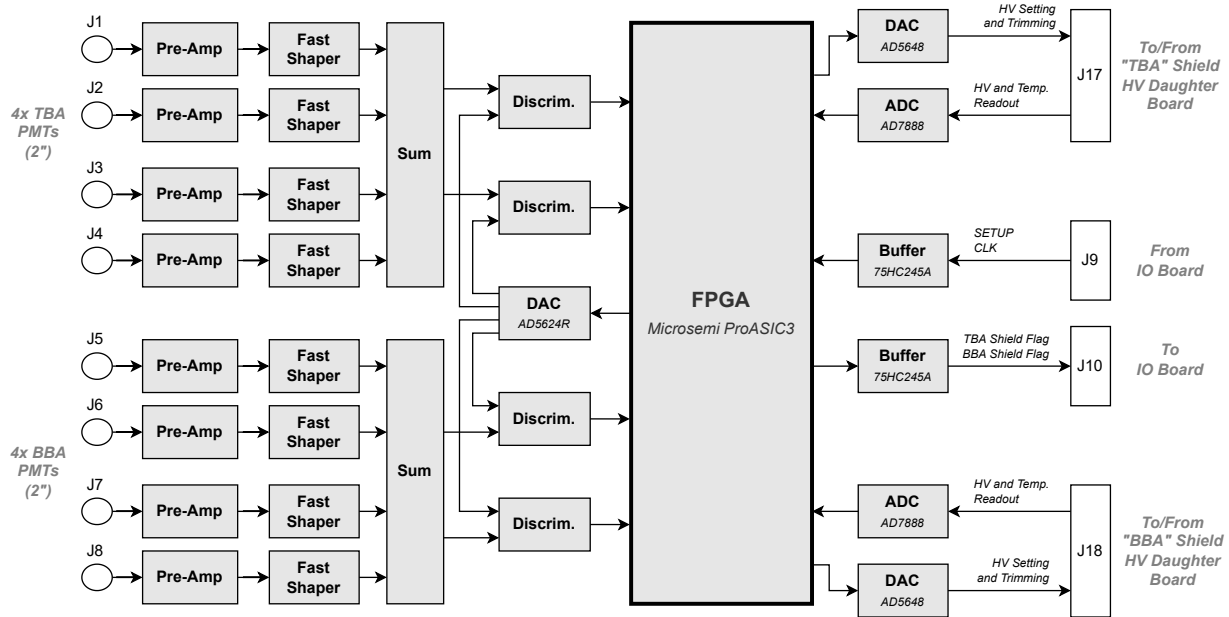 J1
Pre-Amp
Fast
Shaper
J2
Pre-Amp
Fast
Shaper
4x TBA
PMTs
(2")
J3
Pre-Amp
Fast
Shaper
J4
Pre-Amp
Fast
Shaper
Sum
Discrim.
Discrim.
DAC
AD5624R
J5
Pre-Amp
Fast
Shaper
J6
Pre-Amp
Fast
Shaper
4x BBA
PMTs
(2")
J7
Pre-Amp
Fast
Shaper
J8
Pre-Amp
Fast
Shaper
Sum
Discrim.
Discrim.
FPGA
Microsemi ProASIC3
DAC
AD5648
HV Setting
and Trimming
ADC
AD7888
HV and Temp.
Readout
J17
To/From
"TBA" Shield
HV Daughter
Board
Buffer
75HC245A
SETUP
CLK
J9
From
IO Board
Buffer
75HC245A
TBA Shield Flag
BBA Shield Flag
J10
To
IO Board
ADC
AD7888
HV and Temp.
Readout
DAC
AD5648
HV Setting
and Trimming
J18
To/From
"BBA" Shield
HV Daughter
Board